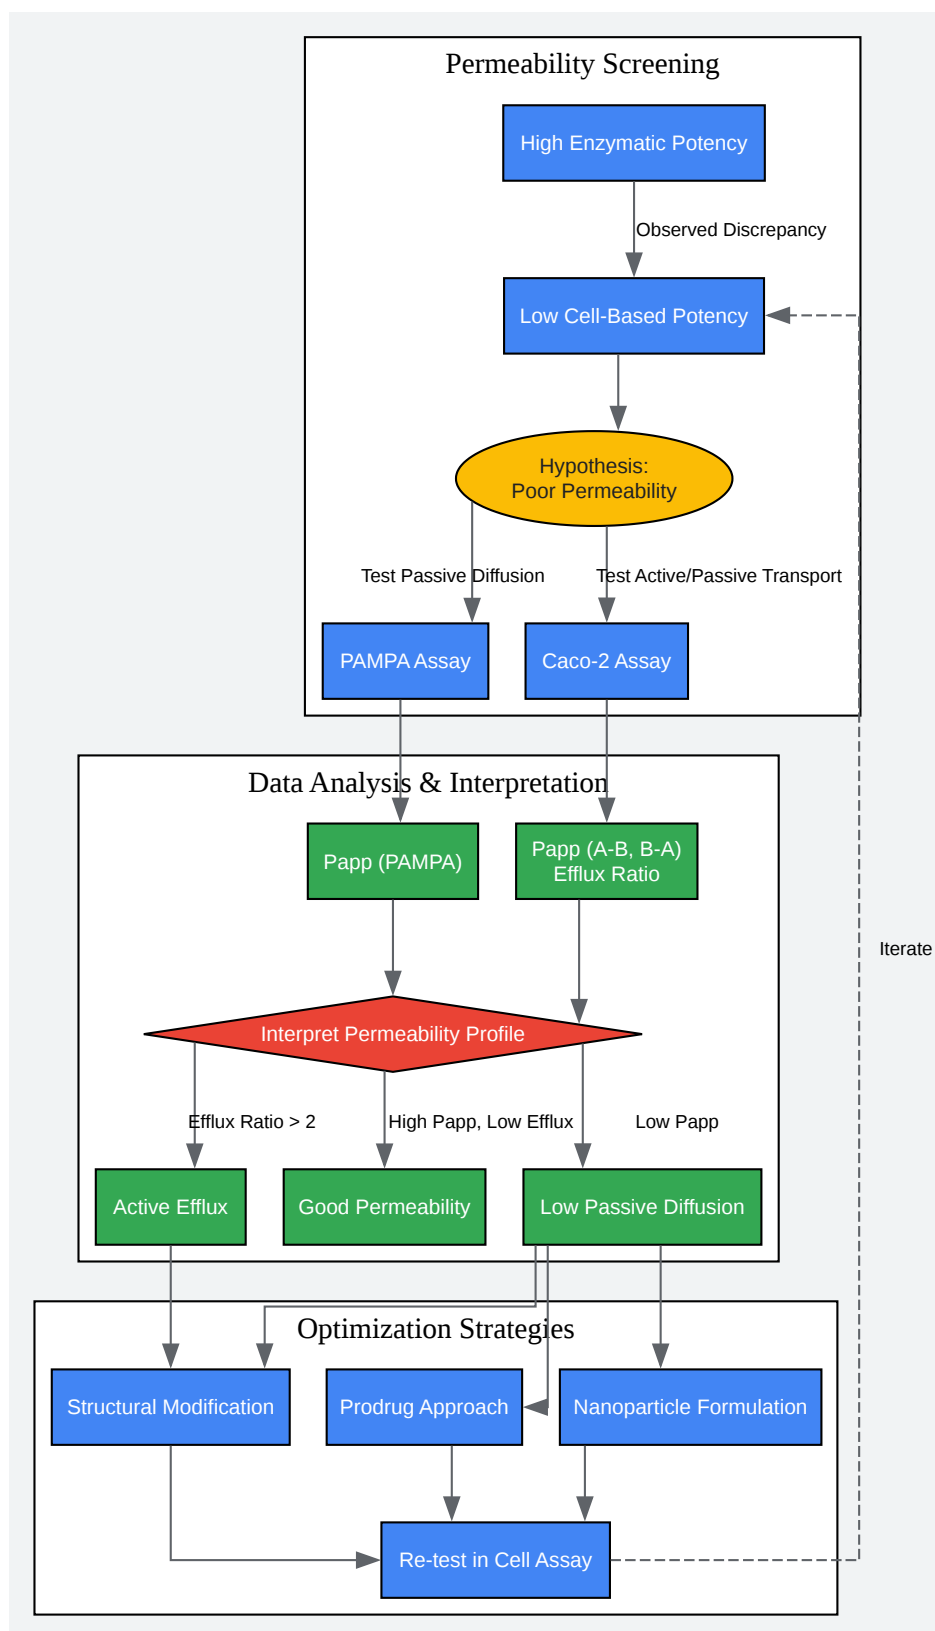 Permeability Screening
High Enzymatic Potency
Observed Discrepancy
Low Cell-Based Potency
Hypothesis:
Poor Permeability
Test Passive Diffusion
Test Active/Passive Transport
PAMPA Assay
Caco-2 Assay
Data Analysis & Interpretation
Papp (PAMPA)
Papp (A-B, B-A)
Efflux Ratio
Iterate
Interpret Permeability Profile
Efflux Ratio > 2
High Papp, Low Efflux
Low Papp
Active Efflux
Good Permeability
Low Passive Diffusion
Optimization Strategies
Structural Modification
Prodrug Approach
Nanoparticle Formulation
Re-test in Cell Assay